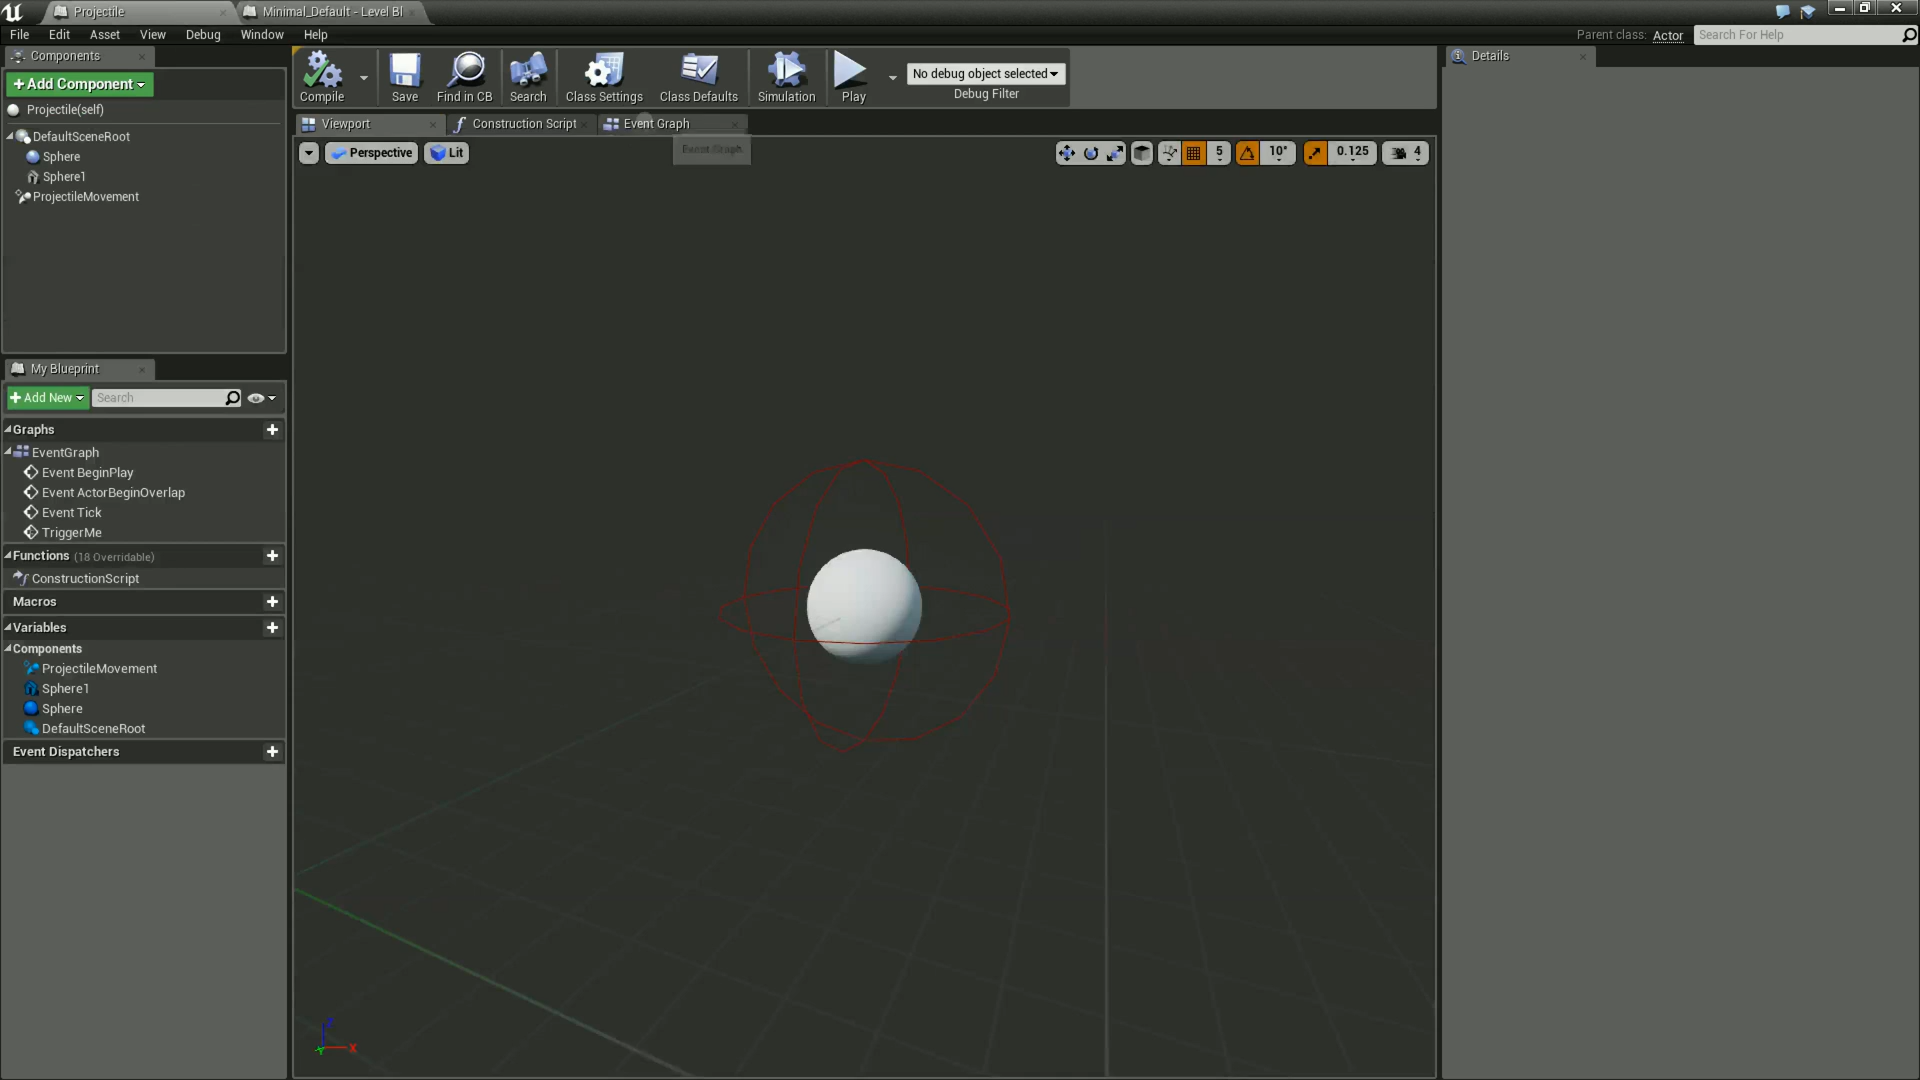 Projectile
Minimal_Default - Level Bl
File Edit Asset View Debug Window Help
Parent class: Actor
Search For Help
Components
+ Add Component
Projectile(self)
DefaultSceneRoot
Sphere
Sphere1
ProjectileMovement
Compile
Save
Find in CB
Search
Class Settings
Class Defaults
Simulation
Play
No debug object selected
Debug Filter
Details
Viewport
Construction Script
Event Graph
Event Graph
Perspective
Lit
5
10°
0.125
4
My Blueprint
+ Add New
Search
Graphs
EventGraph
Event BeginPlay
Event ActorBeginOverlap
Event Tick
TriggerMe
Functions (18 Overridable)
ConstructionScript
Macros
Variables
Components
ProjectileMovement
Sphere1
Sphere
DefaultSceneRoot
Event Dispatchers
Z
Y
X